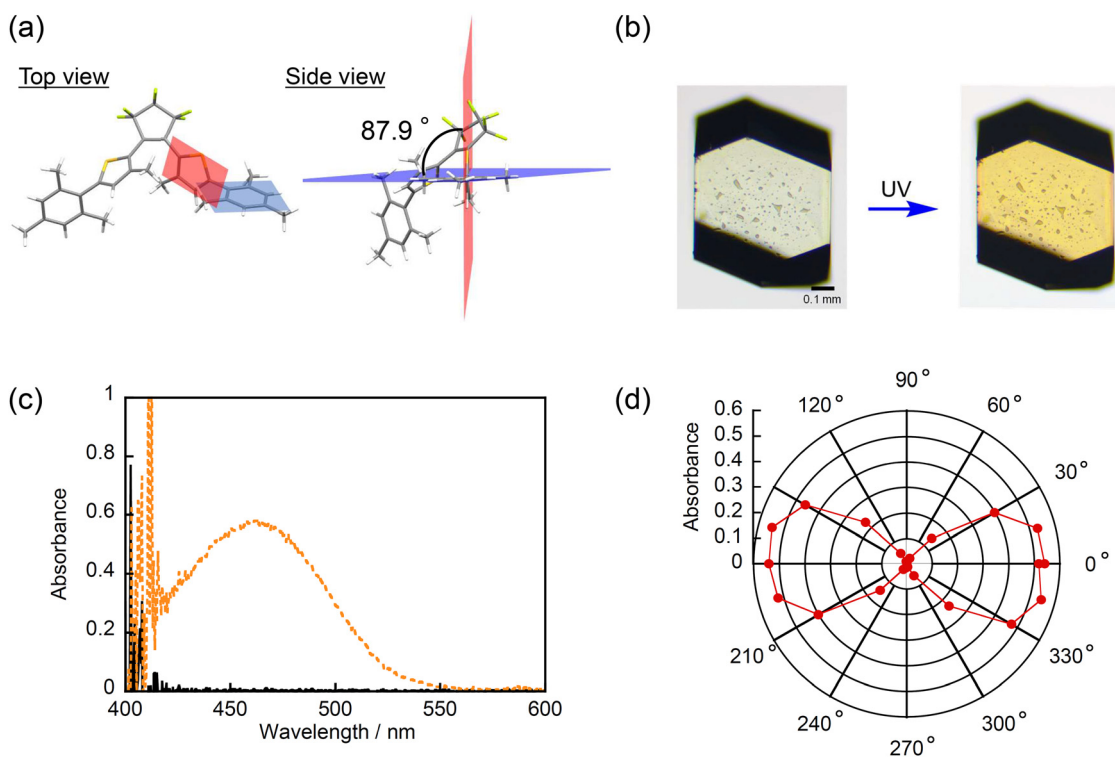 (a)
Top view
Side view
87.9 °
(b)
UV
0.1 mm
(c)
1
0.8
0.6
0.4
0.2
0
Absorbance
400
450
500
550
600
Wavelength / nm
(d)
90°
120°
60°
0.6
0.5
0.4
0.3
0.2
0.1
0
Absorbance
30°
0°
210°
330°
240°
300°
270°